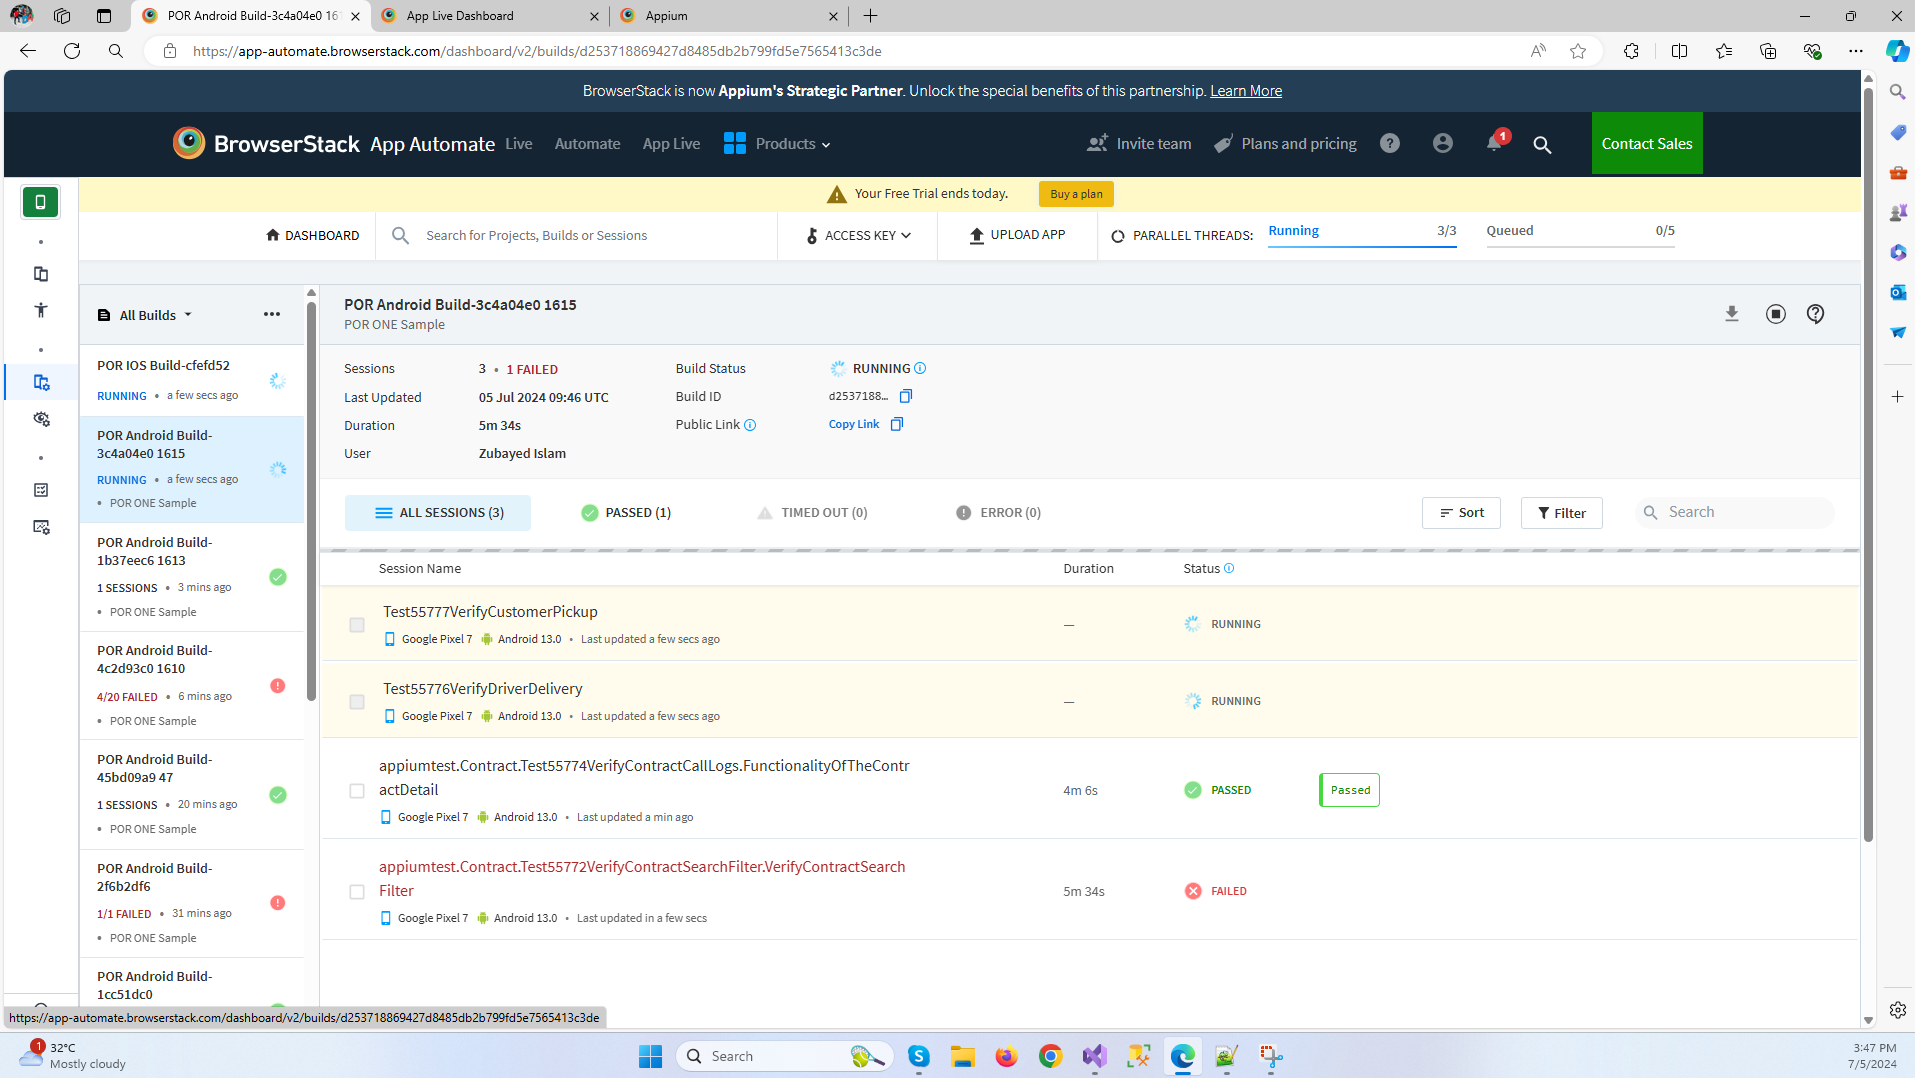 POR Android Build-3c4a04e0 161
App Live Dashboard
Appium
https://app-automate.browserstack.com/dashboard/v2/builds/d253718869427d8485db2b799fd5e7565413c3de
BrowserStack is now Appium's Strategic Partner. Unlock the special benefits of this partnership. Learn More
BrowserStack App Automate Live Automate App Live Products Invite team Plans and pricing ? 1 Contact Sales
Your Free Trial ends today. Buy a plan
DASHBOARD Search for Projects, Builds or Sessions ACCESS KEY UPLOAD APP PARALLEL THREADS: Running 3/3 Queued 0/5
All Builds •••
POR IOS Build-cfefd52
RUNNING • a few secs ago
POR Android Build-
3c4a04e0 1615
RUNNING • a few secs ago
• POR ONE Sample
POR Android Build-
1b37eec6 1613
1 SESSIONS • 3 mins ago
• POR ONE Sample
POR Android Build-
4c2d93c0 1610
4/20 FAILED • 6 mins ago
• POR ONE Sample
POR Android Build-
45bd09a9 47
1 SESSIONS • 20 mins ago
• POR ONE Sample
POR Android Build-
2f6b2df6
1/1 FAILED • 31 mins ago
• POR ONE Sample
POR Android Build-
1cc51dc0
POR Android Build-3c4a04e0 1615
POR ONE Sample
Sessions 3 • 1 FAILED Build Status RUNNING
Last Updated 05 Jul 2024 09:46 UTC Build ID d2537188...
Duration 5m 34s Public Link Copy Link
User Zubayed Islam
ALL SESSIONS (3) PASSED (1) TIMED OUT (0) ERROR (0) Sort Filter Search
Session Name Duration Status
Test55777VerifyCustomerPickup
Google Pixel 7 Android 13.0 • Last updated a few secs ago
— RUNNING
Test55776VerifyDriverDelivery
Google Pixel 7 Android 13.0 • Last updated a few secs ago
— RUNNING
appiumtest.Contract.Test55774VerifyContractCallLogs.FunctionalityOfTheContr
actDetail
Google Pixel 7 Android 13.0 • Last updated a min ago
4m 6s PASSED Passed
appiumtest.Contract.Test55772VerifyContractSearchFilter.VerifyContractSearch
Filter
Google Pixel 7 Android 13.0 • Last updated in a few secs
5m 34s FAILED
https://app-automate.browserstack.com/dashboard/v2/builds/d253718869427d8485db2b799fd5e7565413c3de
1
32°C
Mostly cloudy
Search
3:47 PM
7/5/2024